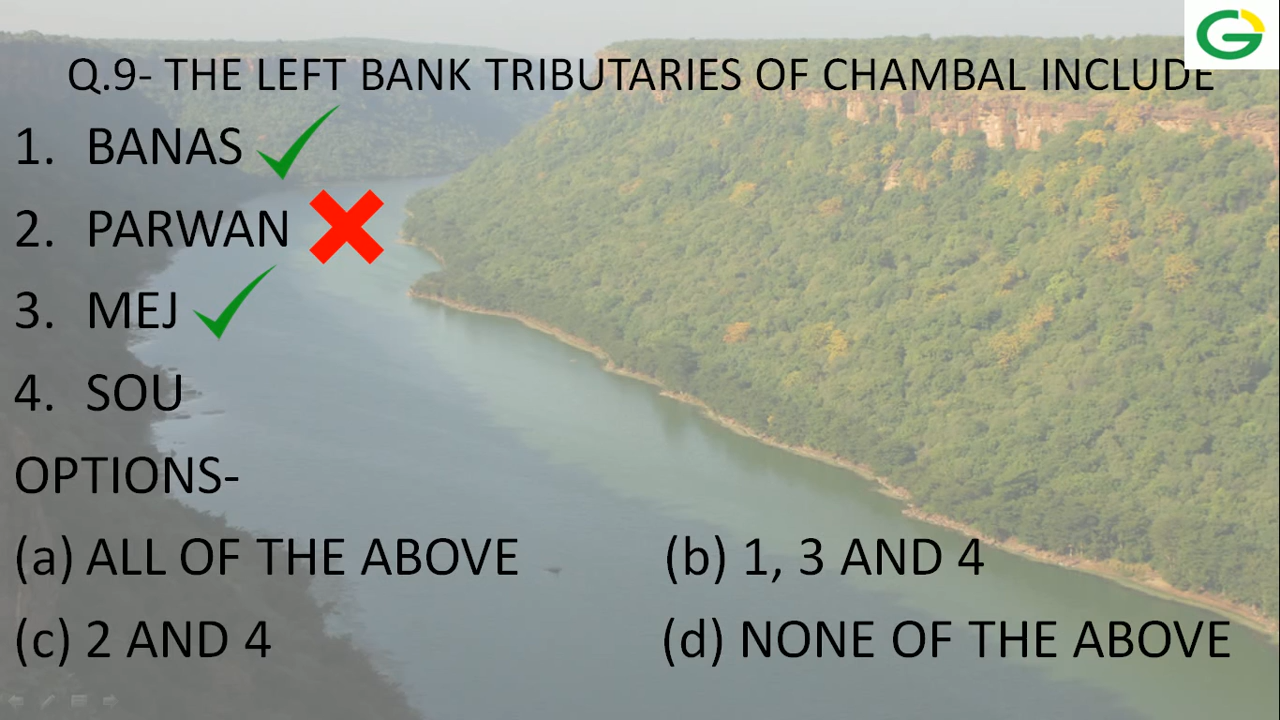 Q.9- THE LEFT BANK TRIBUTARIES OF CHAMBAL INCLUDE
1. BANAS
2. PARWAN
3. MEJ
4. SOU
OPTIONS-
(a) ALL OF THE ABOVE (b) 1, 3 AND 4
(c) 2 AND 4 (d) NONE OF THE ABOVE